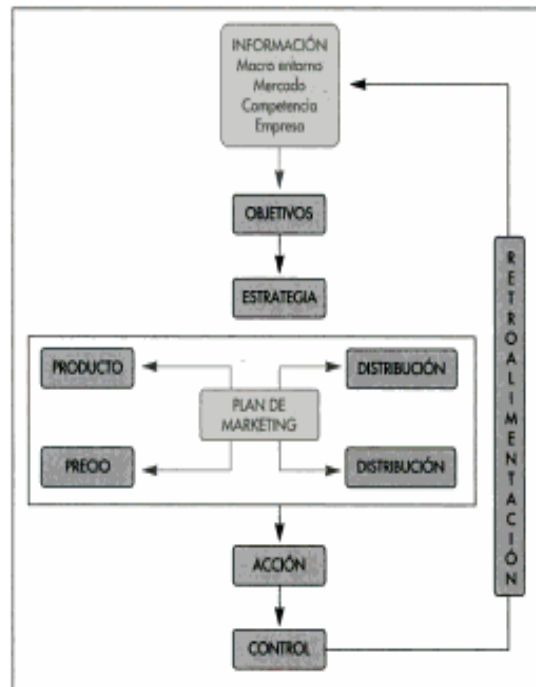 INFORMACIÓN
Macro entorno
Mercado
Competencia
Empresa
OBJETIVOS
ESTRATEGIA
PRODUCTO
DISTRIBUCIÓN
PLAN DE
MARKETING
PRECIO
DISTRIBUCIÓN
ACCIÓN
CONTROL
RETROALIMENTACIÓN